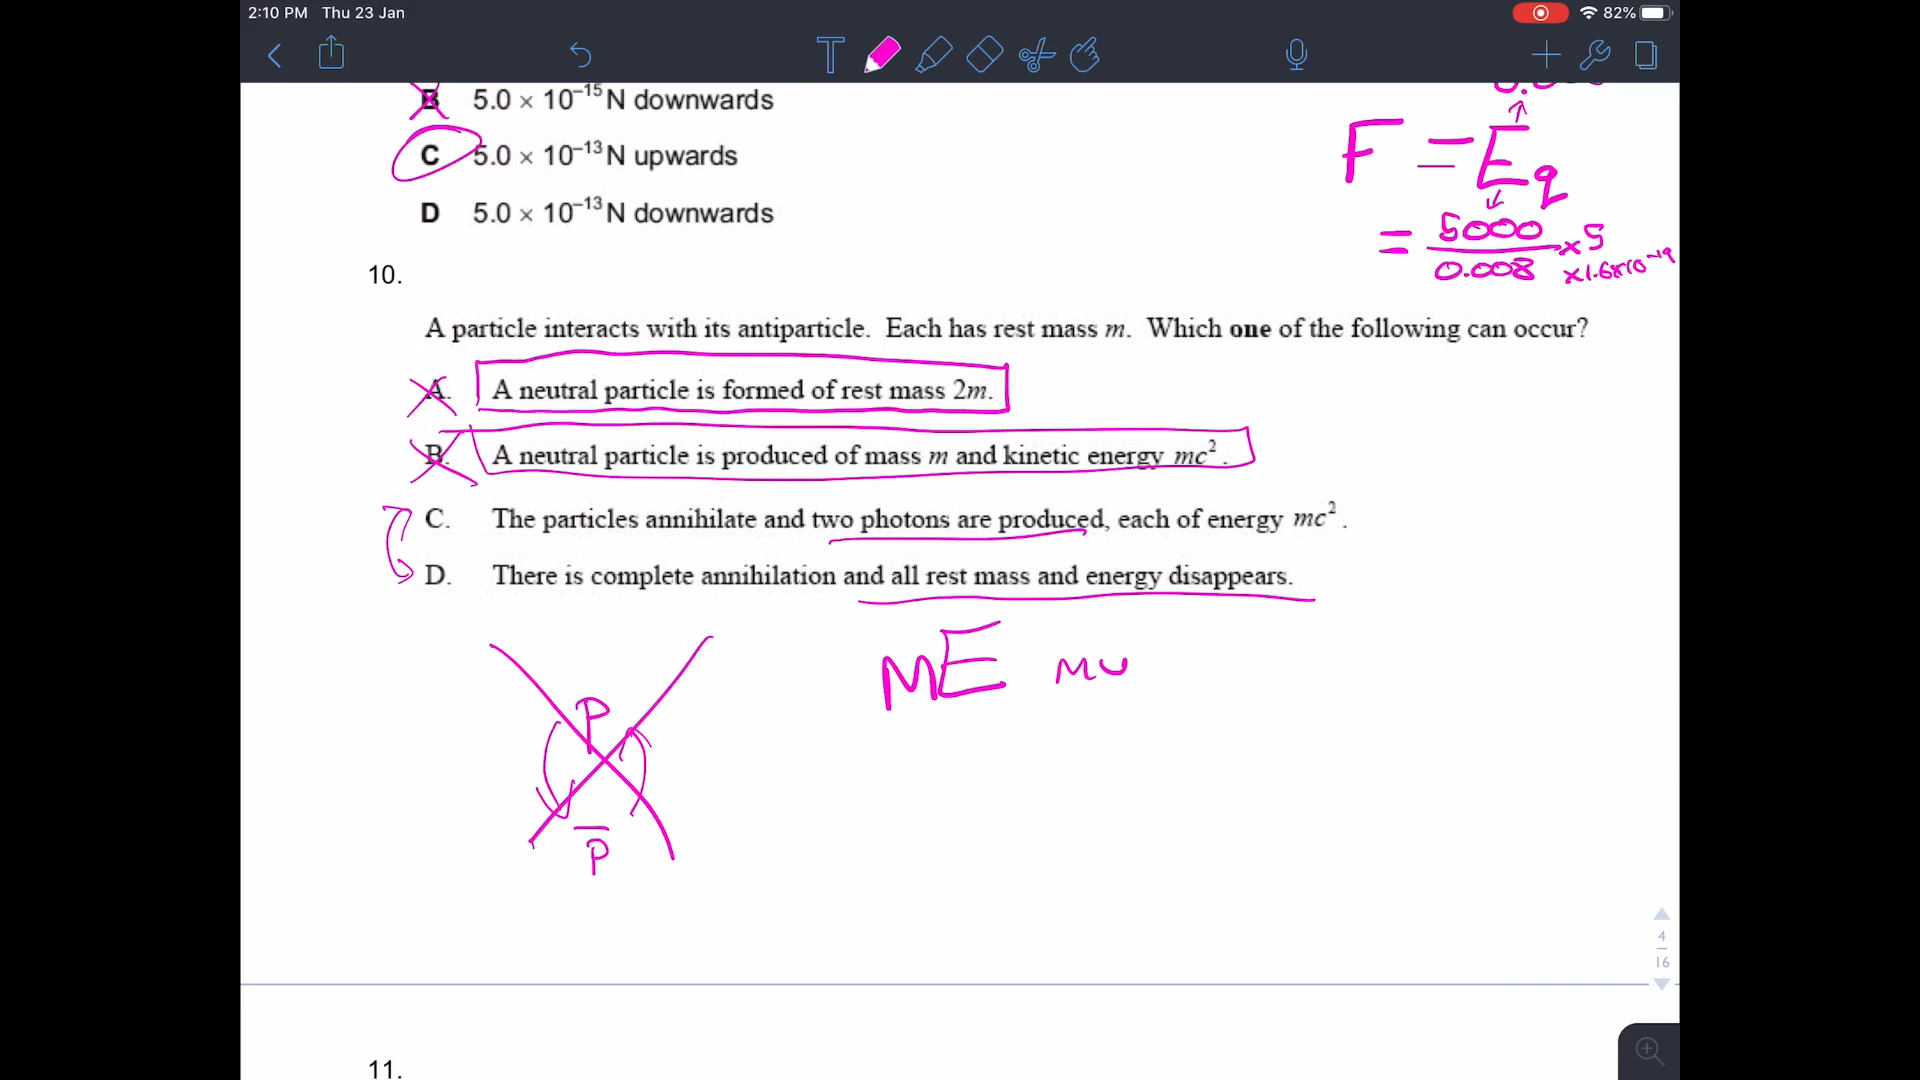 2:10 PM Thu 23 Jan
82%
B 5.0 × 10⁻¹⁵ N downwards
C 5.0 × 10⁻¹³ N upwards
D 5.0 × 10⁻¹³ N downwards
F = Eq
= 5000/0.008 ×5
×1.6×10⁻¹⁹
10.
A particle interacts with its antiparticle. Each has rest mass m. Which one of the following can occur?
A. A neutral particle is formed of rest mass 2m.
B. A neutral particle is produced of mass m and kinetic energy mc².
C. The particles annihilate and two photons are produced, each of energy mc².
D. There is complete annihilation and all rest mass and energy disappears.
ME mu
P
P̅
4
16
11.